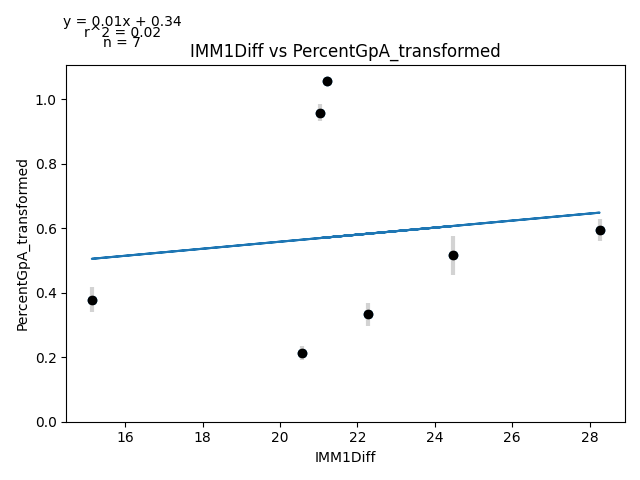 y = 0.01x + 0.34
r^2 = 0.02
n = 7
IMM1Diff vs PercentGpA_transformed
1.0
0.8
0.6
0.4
0.2
0.0
PercentGpA_transformed
16
18
20
22
24
26
28
IMM1Diff